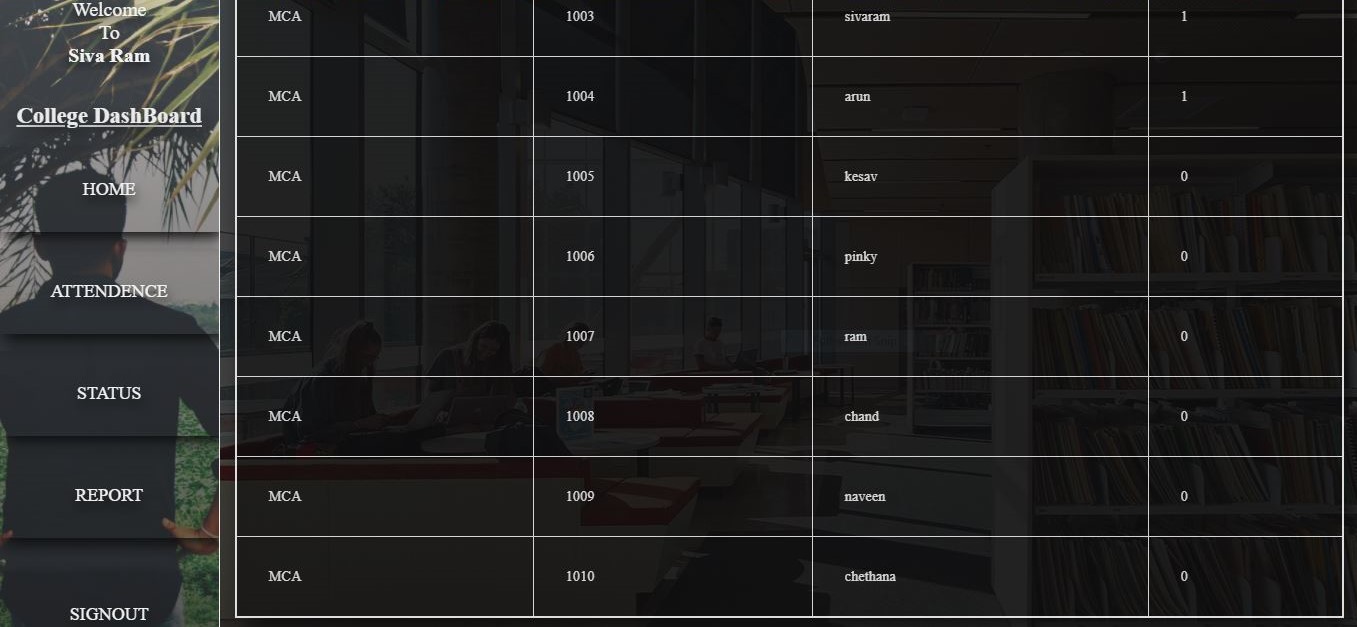 Welcome
To
Siva Ram
College DashBoard
HOME
ATTENDENCE
STATUS
REPORT
SIGNOUT
MCA 1003 sivaram 1
MCA 1004 arun 1
MCA 1005 kesav 0
MCA 1006 pinky 0
MCA 1007 ram 0
MCA 1008 chand 0
MCA 1009 naveen 0
MCA 1010 chethana 0